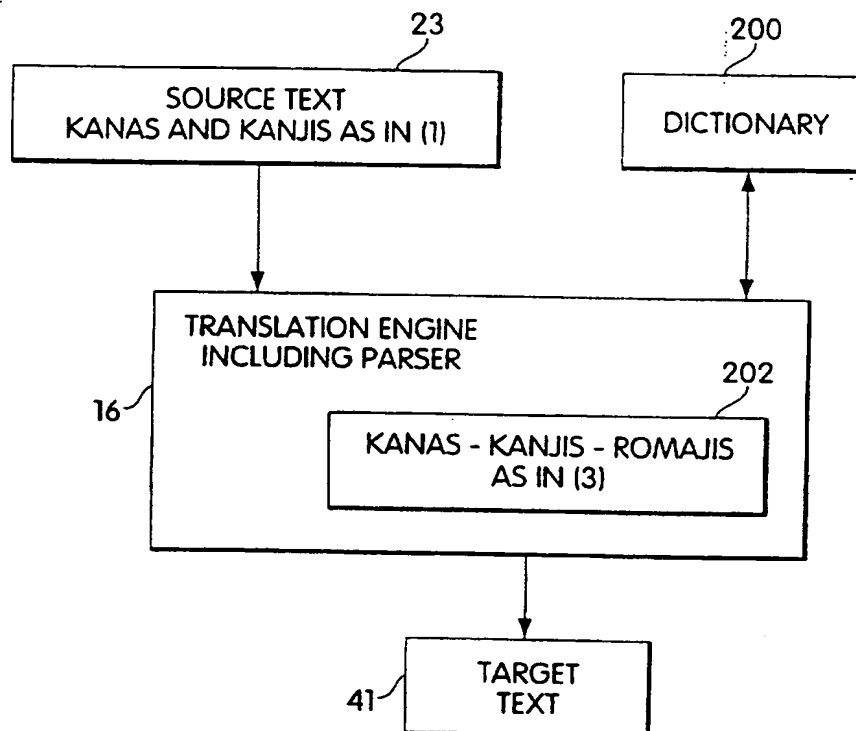 23
200
SOURCE TEXT
KANAS AND KANJIS AS IN (1)
DICTIONARY
TRANSLATION ENGINE
INCLUDING PARSER
16
202
KANAS - KANJIS - ROMAJIS
AS IN (3)
41
TARGET
TEXT